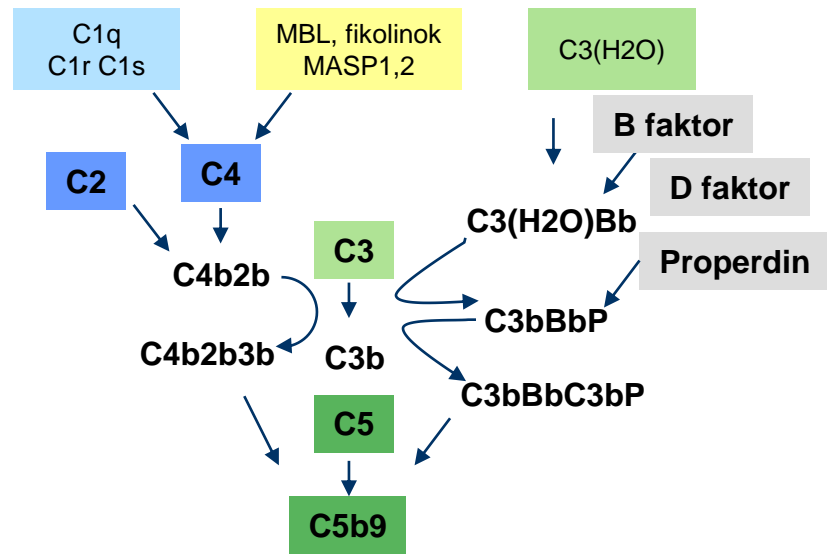 C1q
C1r C1s
MBL, fikolinok
MASP1,2
C3(H2O)
B faktor
C2
C4
D faktor
C3(H2O)Bb
C3
Properdin
C4b2b
C3bBbP
C4b2b3b
C3b
C3bBbC3bP
C5
C5b9